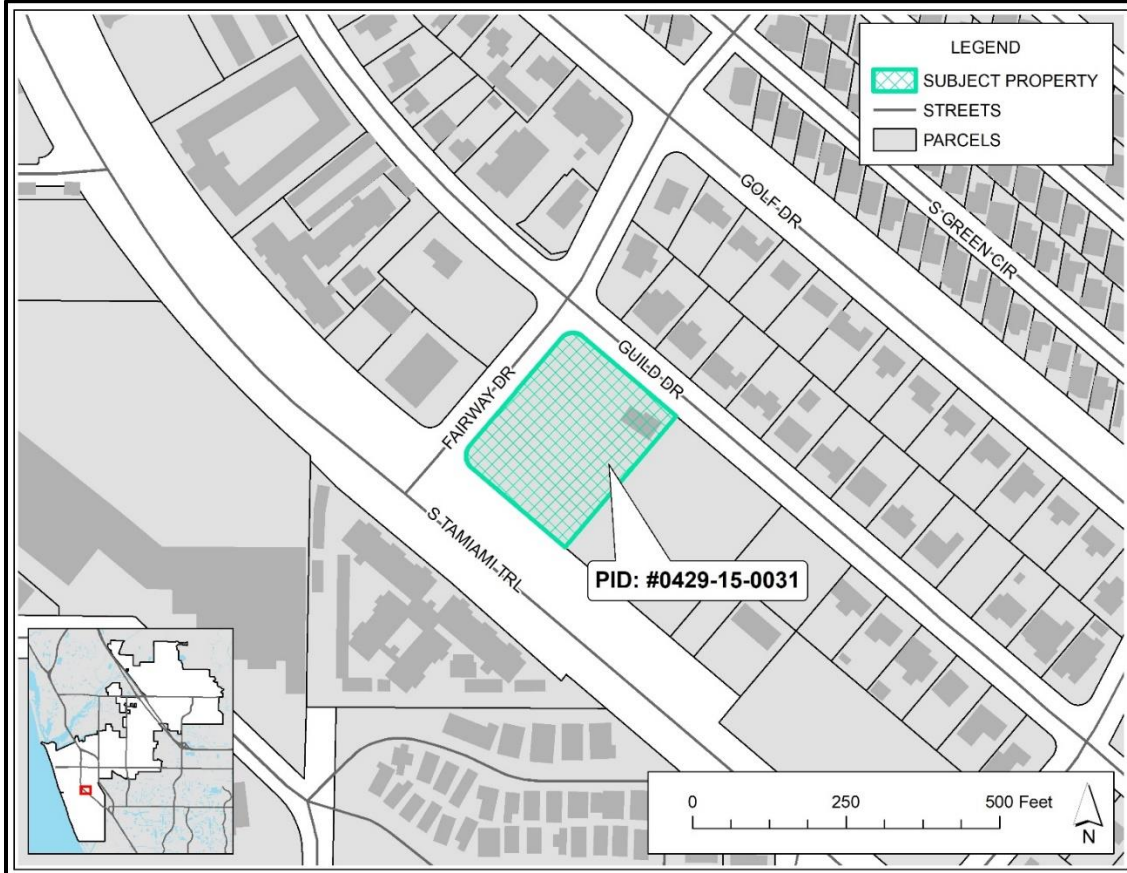 LEGEND
SUBJECT PROPERTY
STREETS
PARCELS
GOLF DR
S GREEN CIR
GUILD DR
FAIRWAY DR
S TAMIAMI TRL
PID: #0429-15-0031
0 250 500 Feet
N